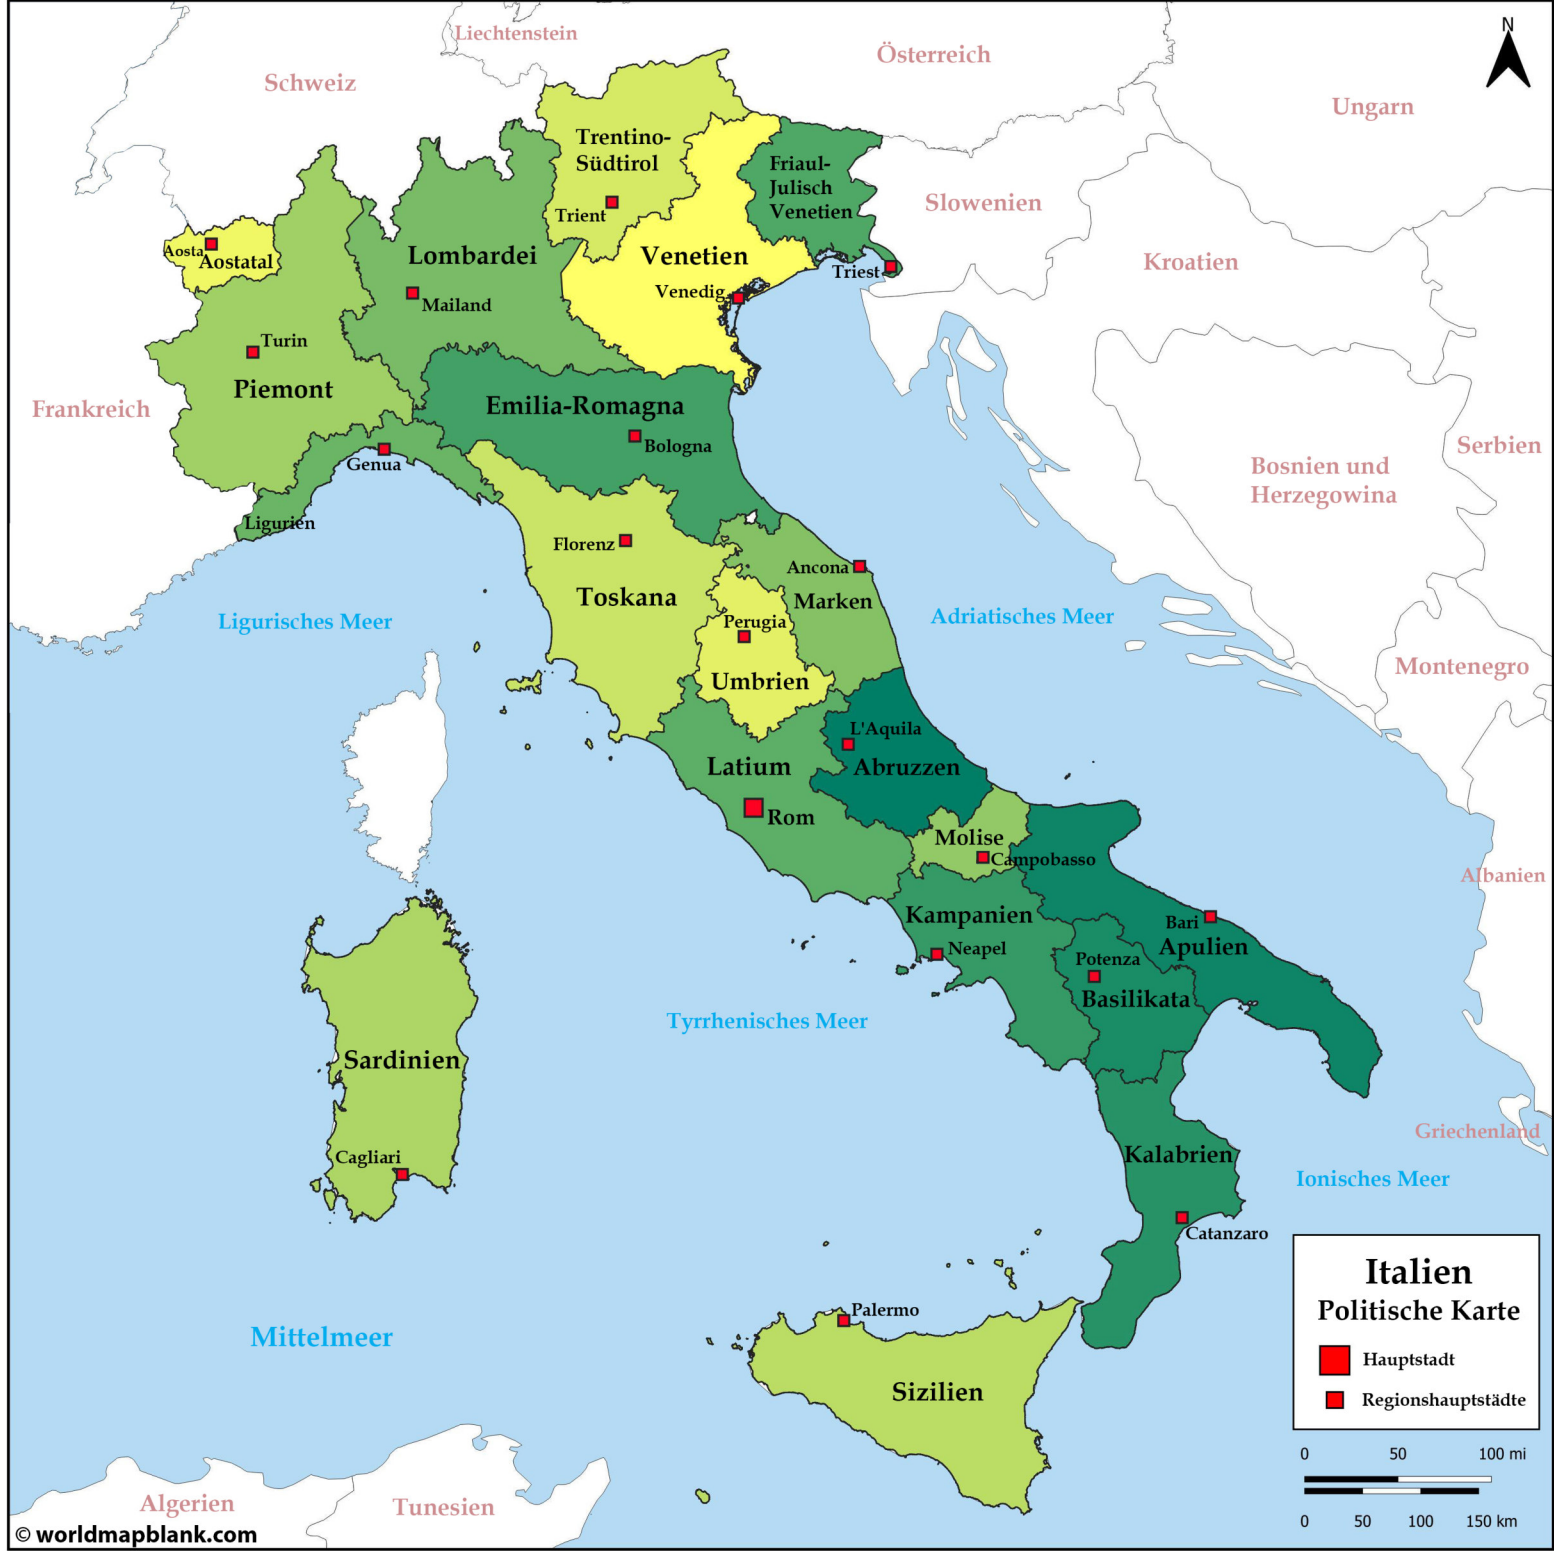 N
Liechtenstein
Österreich
Schweiz
Ungarn
Trentino-
Südtirol
Trient
Friaul-
Julisch
Venetien
Slowenien
Aosta
Aostatal
Lombardei
Venetien
Kroatien
Triest
Venedig
Mailand
Turin
Piemont
Frankreich
Emilia-Romagna
Bologna
Serbien
Genua
Bosnien und
Herzegowina
Ligurien
Florenz
Ancona
Toskana
Marken
Ligurisches Meer
Perugia
Adriatisches Meer
Montenegro
Umbrien
L'Aquila
Latium
Abruzzen
Rom
Molise
Campobasso
Albanien
Kampanien
Bari
Apulien
Neapel
Potenza
Basilikata
Tyrrhenisches Meer
Sardinien
Griechenland
Cagliari
Kalabrien
Ionisches Meer
Catanzaro
Palermo
Mittelmeer
Sizilien
Italien
Politische Karte
Hauptstadt
Regionshauptstädte
0 50 100 mi
0 50 100 150 km
Algerien
Tunesien
© worldmapblank.com